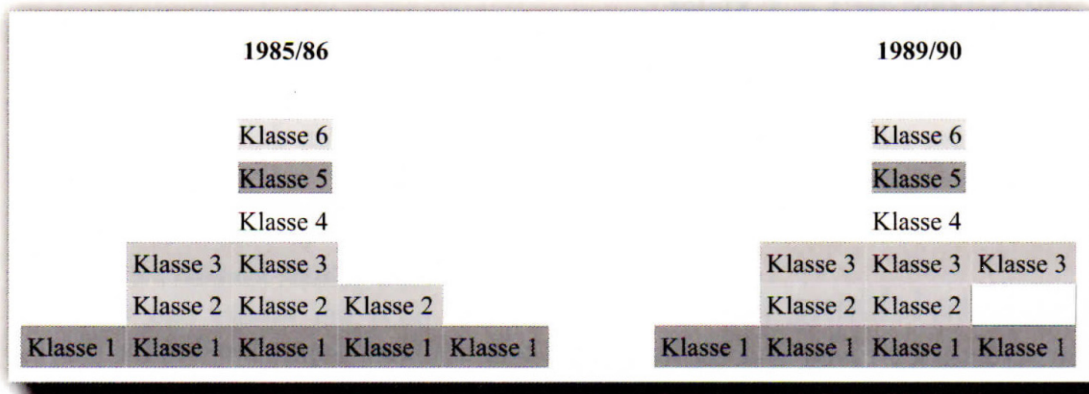 1985/86 1989/90
Klasse 6 Klasse 6
Klasse 5 Klasse 5
Klasse 4 Klasse 4
Klasse 3 Klasse 3 Klasse 3 Klasse 3 Klasse 3
Klasse 2 Klasse 2 Klasse 2 Klasse 2 Klasse 2
Klasse 1 Klasse 1 Klasse 1 Klasse 1 Klasse 1 Klasse 1 Klasse 1 Klasse 1 Klasse 1